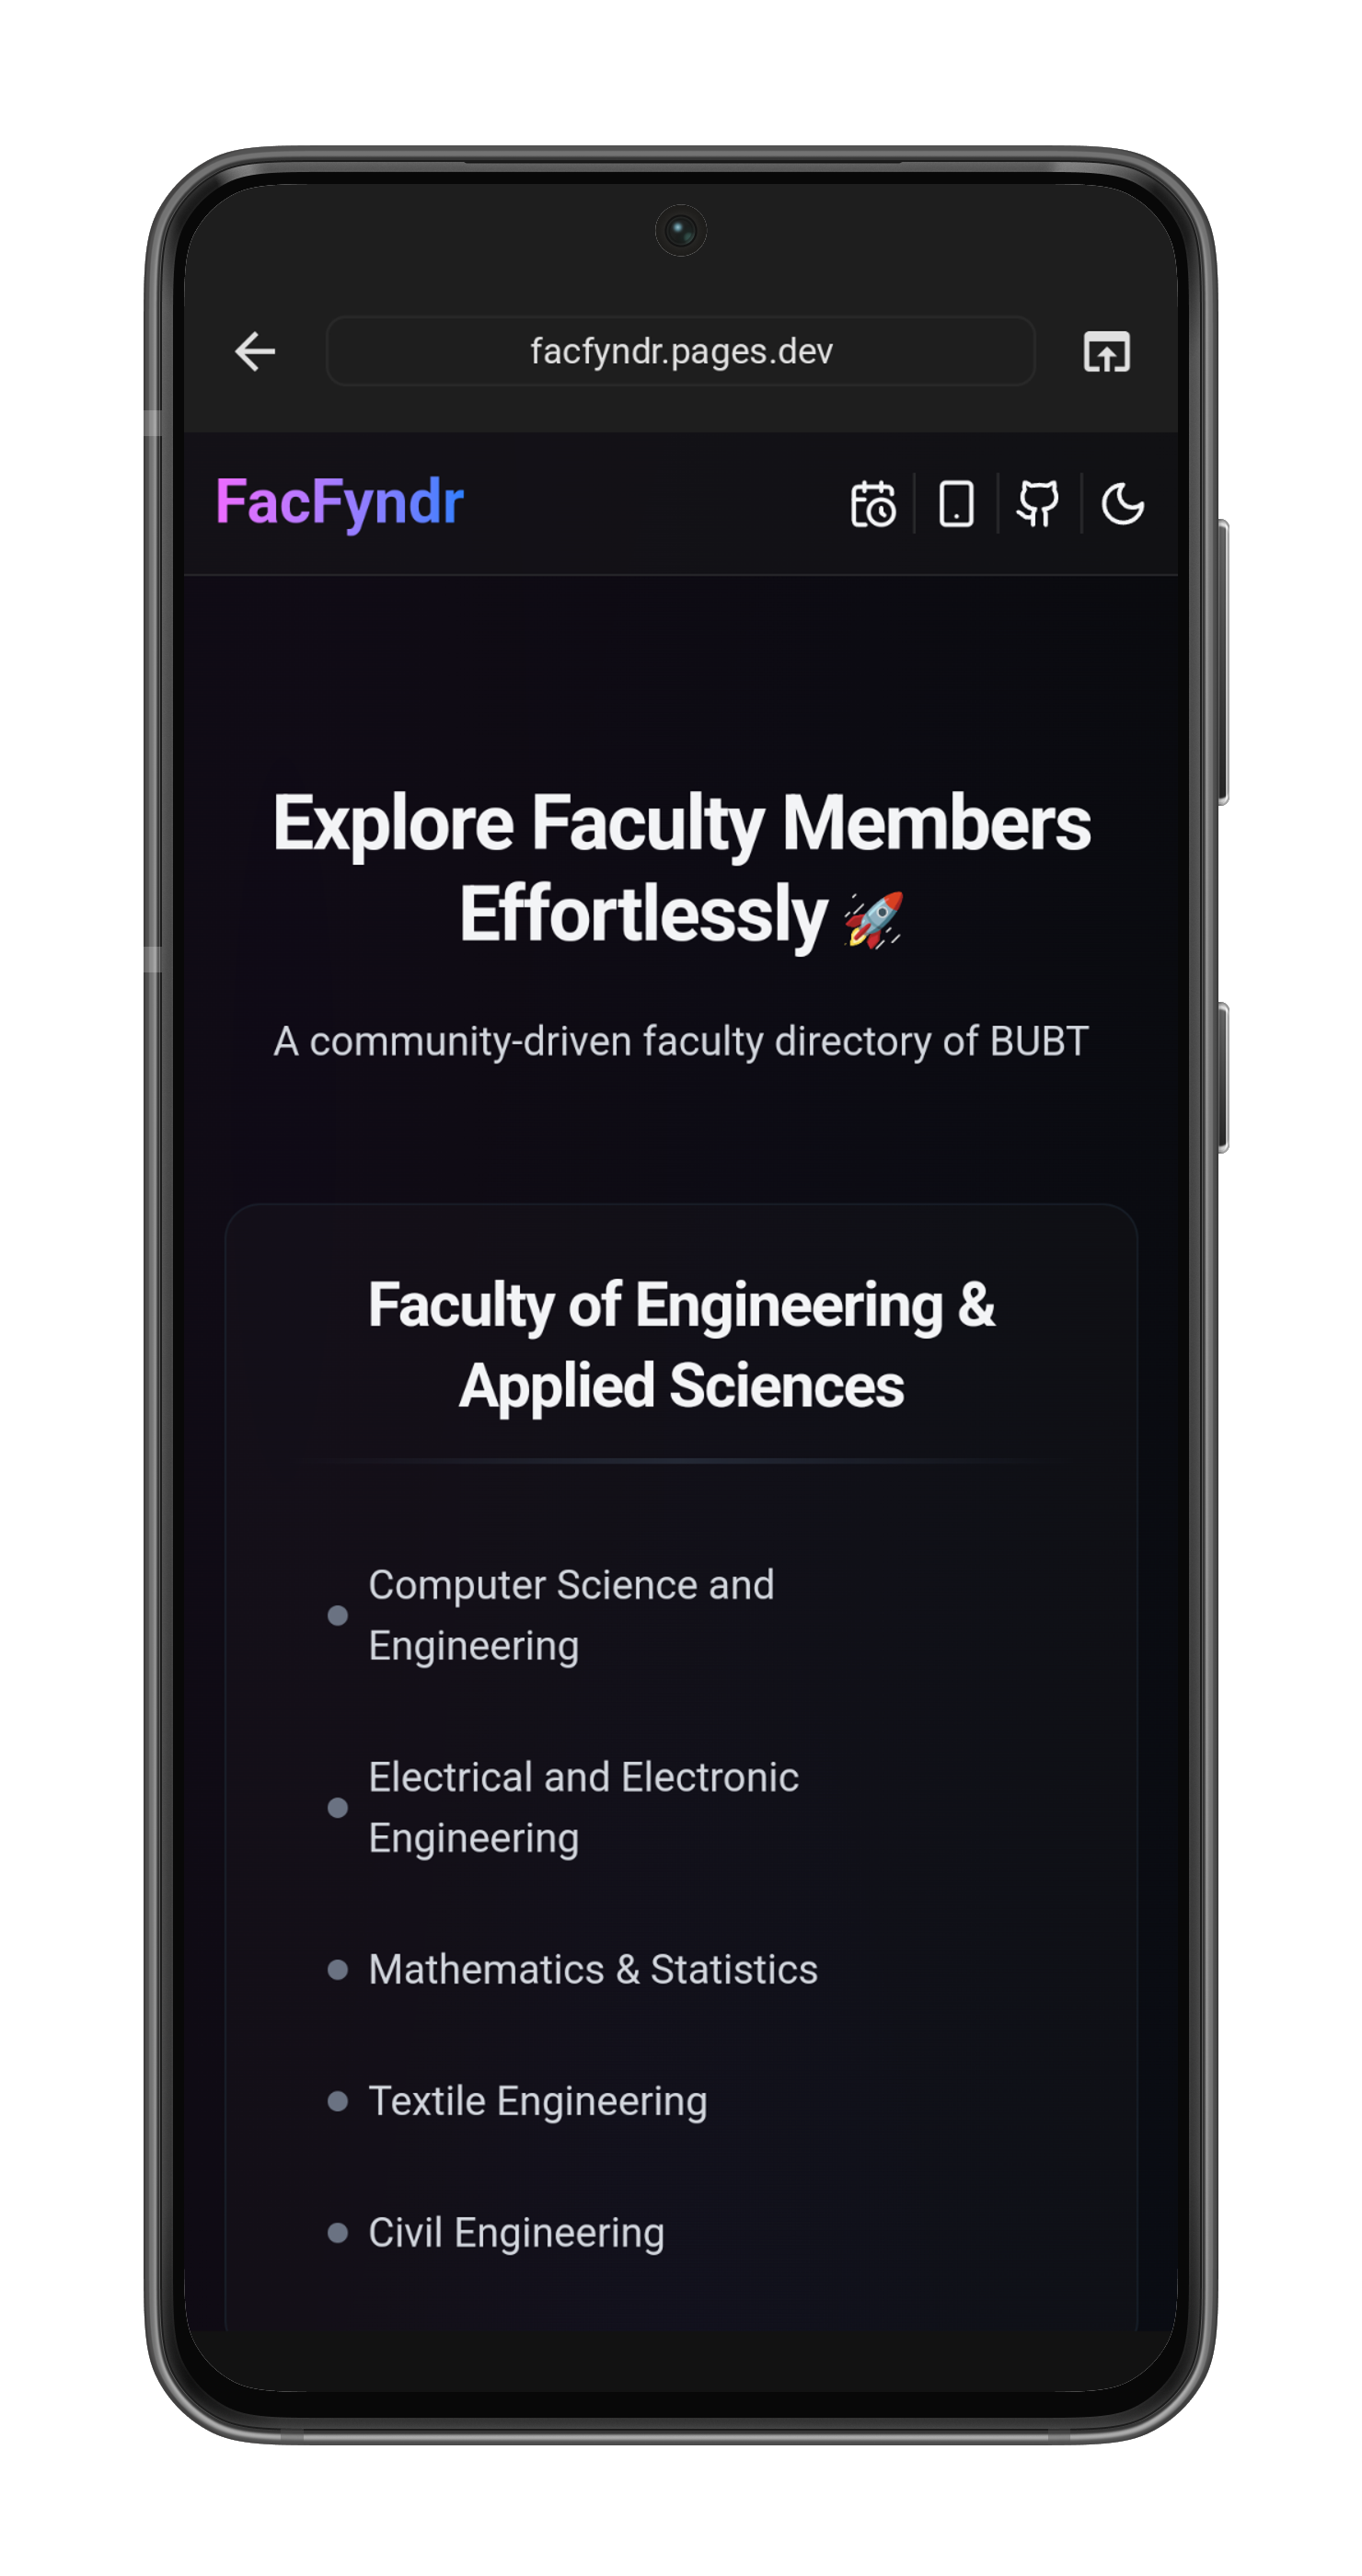 facfyndr.pages.dev
FacFyndr
Explore Faculty Members
Effortlessly 🚀
A community-driven faculty directory of BUBT
Faculty of Engineering &
Applied Sciences
Computer Science and
Engineering
Electrical and Electronic
Engineering
Mathematics & Statistics
Textile Engineering
Civil Engineering